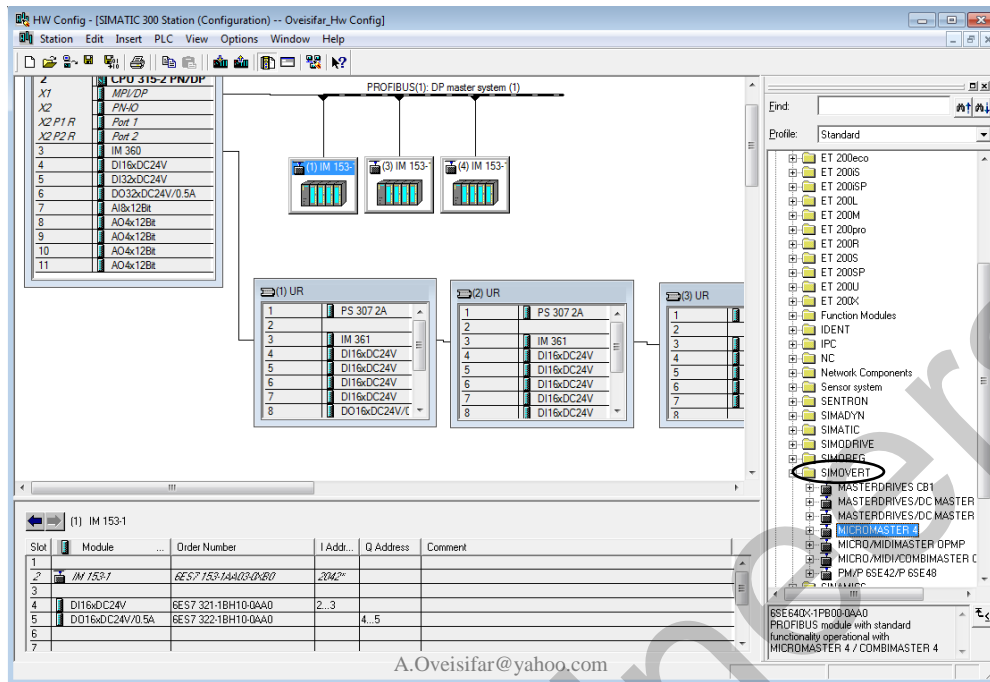 HW Config - [SIMATIC 300 Station (Configuration) -- Oveisifar_Hw Config]
Station Edit Insert PLC View Options Window Help
2 CPU 315-2 PN/DP
X1 MPI/DP
X2 PN-IO
X2 P1 R Port 1
X2 P2 R Port 2
3 IM 360
4 DI16xDC24V
5 DI32xDC24V
6 DO32xDC24V/0.5A
7 AI8x12Bit
8 AO4x12Bit
9 AO4x12Bit
10 AO4x12Bit
11 AO4x12Bit
PROFIBUS(1): DP master system (1)
(1) IM 153-1
(3) IM 153-
(4) IM 153-
(1) UR
1 PS 307 2A
2
3 IM 361
4 DI16xDC24V
5 DI16xDC24V
6 DI16xDC24V
7 DI16xDC24V
8 DO16xDC24V/0
(2) UR
1 PS 307 2A
2
3 IM 361
4 DI16xDC24V
5 DI16xDC24V
6 DI16xDC24V
7 DI16xDC24V
8 DI16xDC24V
(3) UR
1
2
3
4
5
6
7
8
Find:
Profile: Standard
ET 200eco
ET 200iS
ET 200iSP
ET 200L
ET 200M
ET 200pro
ET 200R
ET 200S
ET 200SP
ET 200U
ET 200X
Function Modules
IDENT
IPC
NC
Network Components
Sensor system
SENTRON
SIMADYN
SIMATIC
SIMODRIVE
SIMOREG
SIMOVERT
MASTERDRIVES CB1
MASTERDRIVES/DC MASTER
MASTERDRIVES/DC MASTER
MICROMASTER 4
MICRO/MIDIMASTER OPMP
MICRO/MIDI/COMBIMASTER C
PM/P 6SE42/P 6SE48
SINAMICS
6SE640X-1PB00-0AA0
PROFIBUS module with standard
functionality operational with
MICROMASTER 4 / COMBIMASTER 4
(1) IM 153-1
Slot Module ... Order Number I Addr... Q Address Comment
1
2 IM 153-1 6ES7 153-1AA03-0XB0 2042*
3
4 DI16xDC24V 6ES7 321-1BH10-0AA0 2...3
5 DO16xDC24V/0.5A 6ES7 322-1BH10-0AA0 4...5
6
7
A.Oveisifar@yahoo.com